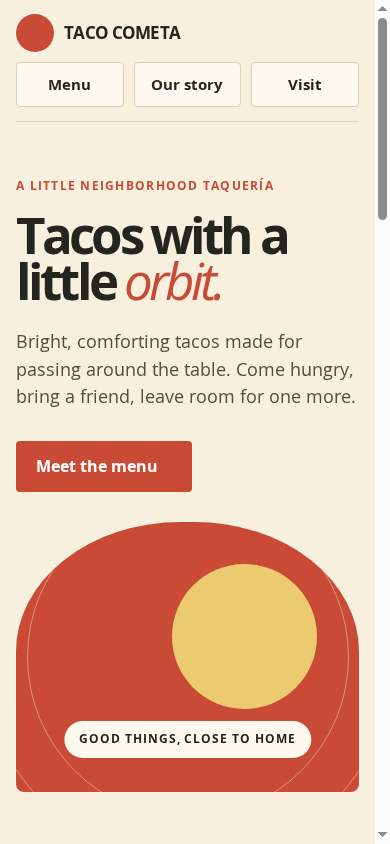 TACO COMETA
Menu
Our story
Visit
A LITTLE NEIGHBORHOOD TAQUERÍA
Tacos with a
little orbit.
Bright, comforting tacos made for
passing around the table. Come hungry,
bring a friend, leave room for one more.
Meet the menu
GOOD THINGS, CLOSE TO HOME